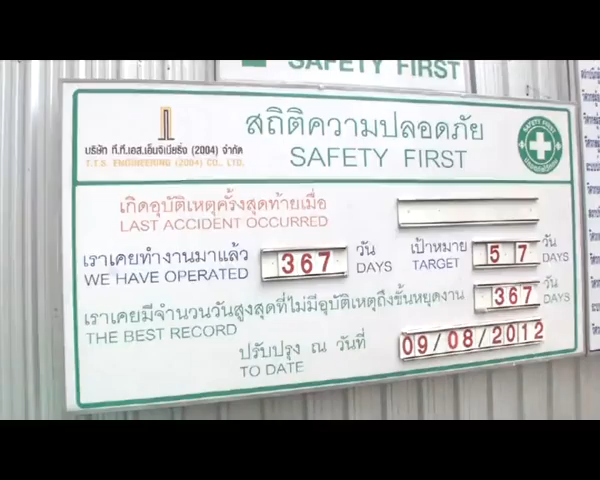 SAFETY FIRST
สถิติความปลอดภัย
SAFETY FIRST
บริษัท ที.ที.เอส.เอ็นจิเนียริ่ง (2004) จำกัด
T.T.S. ENGINEERING (2004) CO., LTD.
SAFETY FIRST
เกิดอุบัติเหตุครั้งสุดท้ายเมื่อ
LAST ACCIDENT OCCURRED
เราเคยทำงานมาแล้ว 367 วัน เป้าหมาย 57 วัน
WE HAVE OPERATED DAYS TARGET DAYS
เราเคยมีจำนวนวันสูงสุดที่ไม่มีอุบัติเหตุถึงขั้นหยุดงาน 367 วัน
THE BEST RECORD DAYS
ปรับปรุง ณ วันที่ 09/08/2012
TO DATE